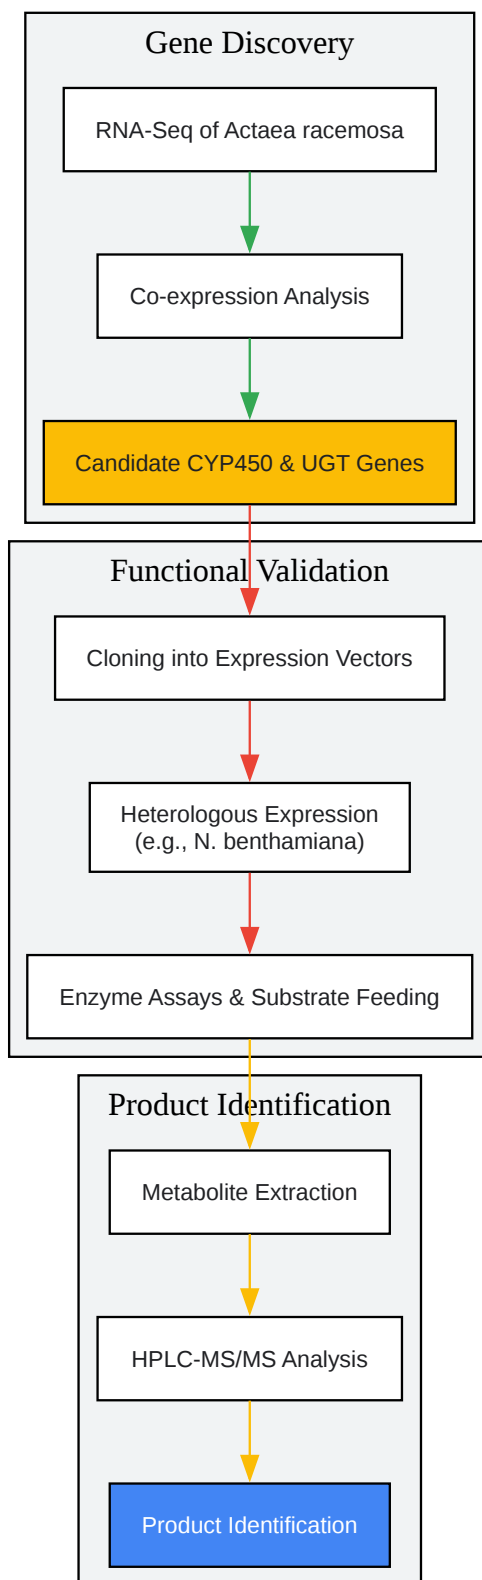 Gene Discovery
RNA-Seq of Actaea racemosa
Co-expression Analysis
Candidate CYP450 & UGT Genes
Functional Validation
Cloning into Expression Vectors
Heterologous Expression
(e.g., N. benthamiana)
Enzyme Assays & Substrate Feeding
Product Identification
Metabolite Extraction
HPLC-MS/MS Analysis
Product Identification